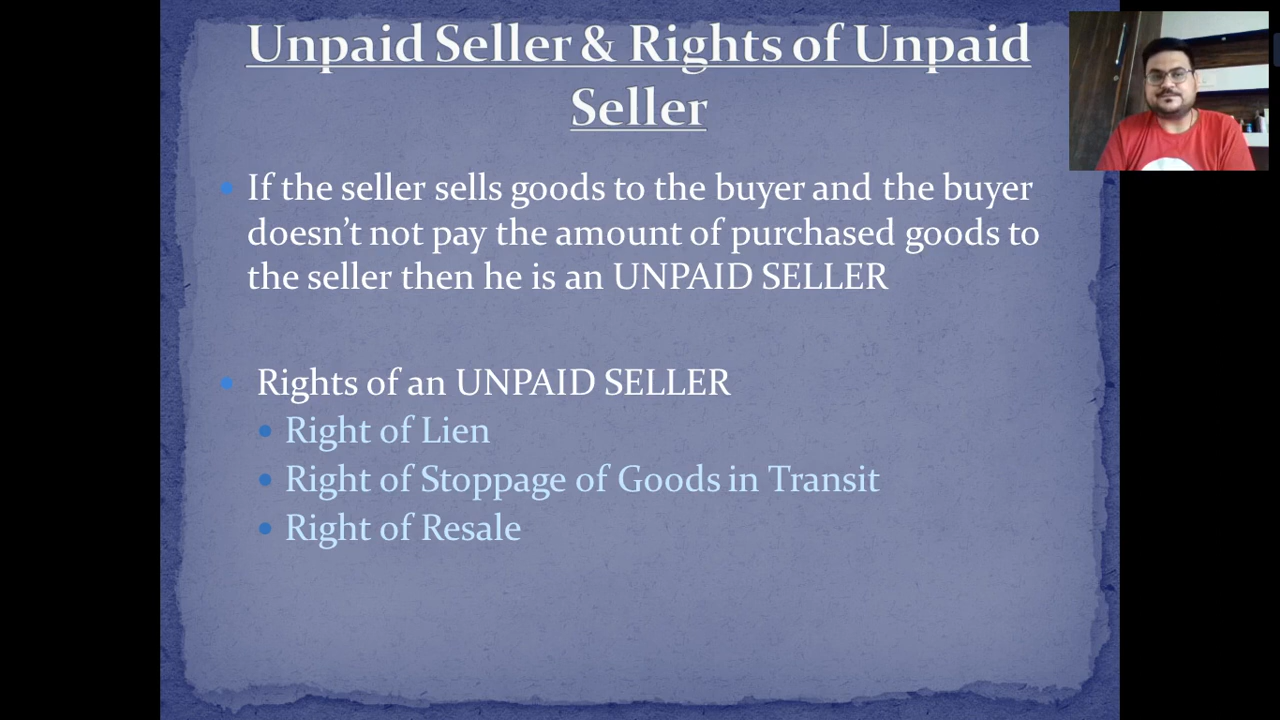 Unpaid Seller & Rights of Unpaid
Seller
If the seller sells goods to the buyer and the buyer
doesn’t not pay the amount of purchased goods to
the seller then he is an UNPAID SELLER
Rights of an UNPAID SELLER
Right of Lien
Right of Stoppage of Goods in Transit
Right of Resale